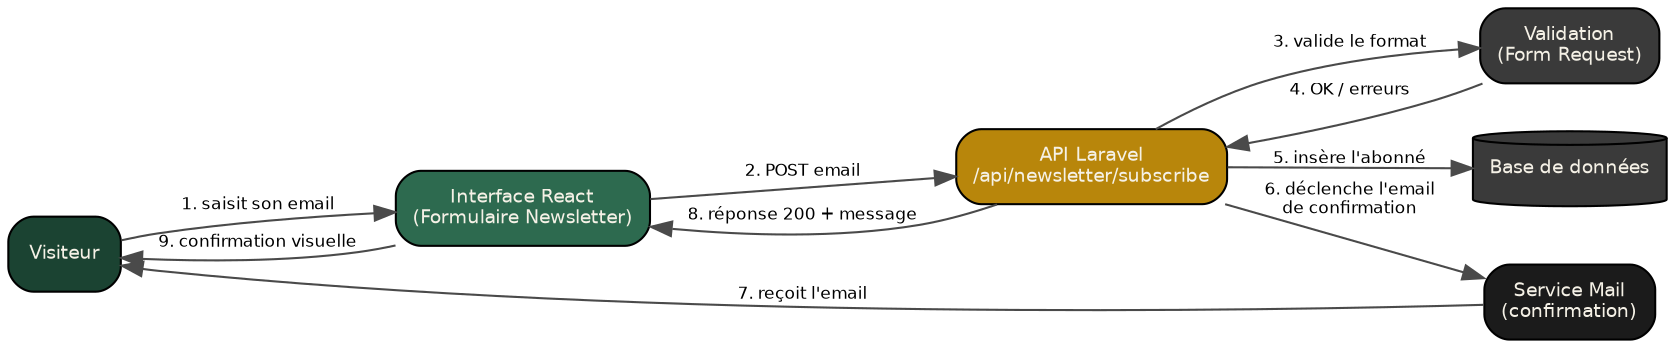 Validation
(Form Request)
3. valide le format
4. OK / erreurs
API Laravel
/api/newsletter/subscribe
5. insère l'abonné
Base de données
2. POST email
Interface React
(Formulaire Newsletter)
6. déclenche l'email
de confirmation
1. saisit son email
8. réponse 200 + message
9. confirmation visuelle
Visiteur
7. reçoit l'email
Service Mail
(confirmation)